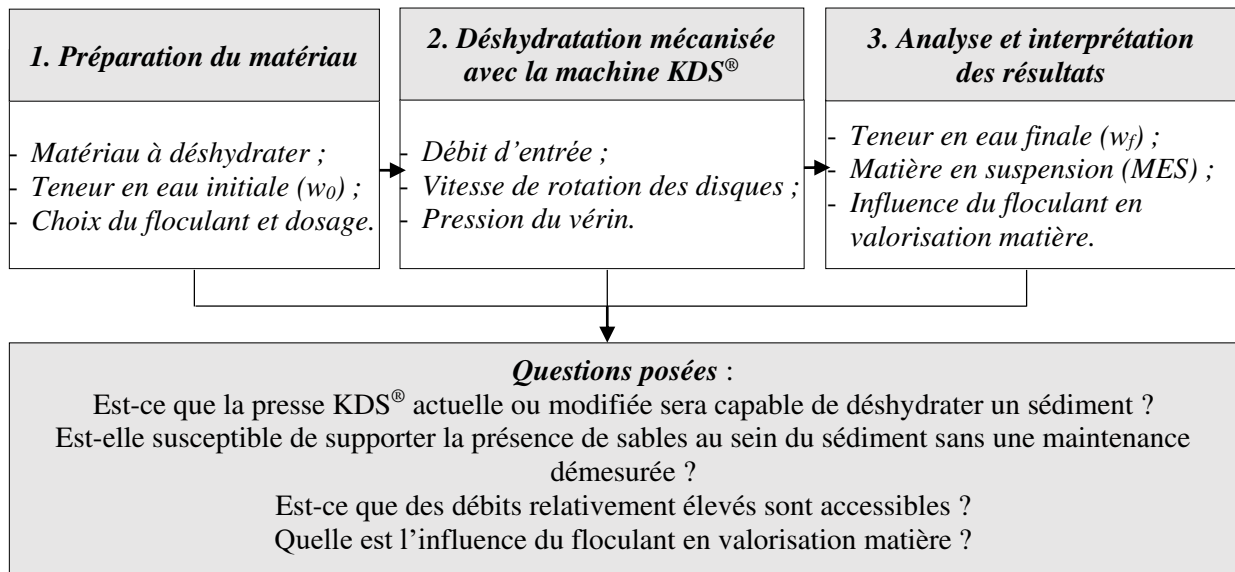 1. Préparation du matériau
- Matériau à déshydrater ;
- Teneur en eau initiale (w0) ;
- Choix du floculant et dosage.
2. Déshydratation mécanisée
avec la machine KDS®
- Débit d'entrée ;
- Vitesse de rotation des disques ;
- Pression du vérin.
3. Analyse et interprétation
des résultats
- Teneur en eau finale (wf) ;
- Matière en suspension (MES) ;
- Influence du floculant en
valorisation matière.
Questions posées :
Est-ce que la presse KDS® actuelle ou modifiée sera capable de déshydrater un sédiment ?
Est-elle susceptible de supporter la présence de sables au sein du sédiment sans une maintenance
démesurée ?
Est-ce que des débits relativement élevés sont accessibles ?
Quelle est l'influence du floculant en valorisation matière ?